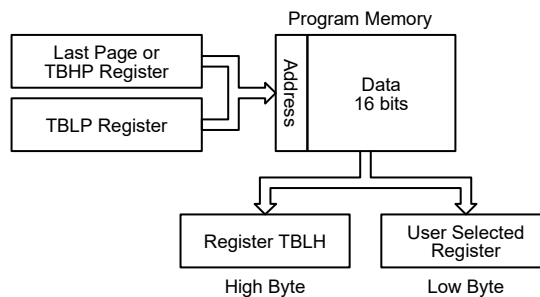 Program Memory
Last Page or
TBHP Register
TBLP Register
Address
Data
16 bits
Register TBLH
User Selected
Register
High Byte
Low Byte